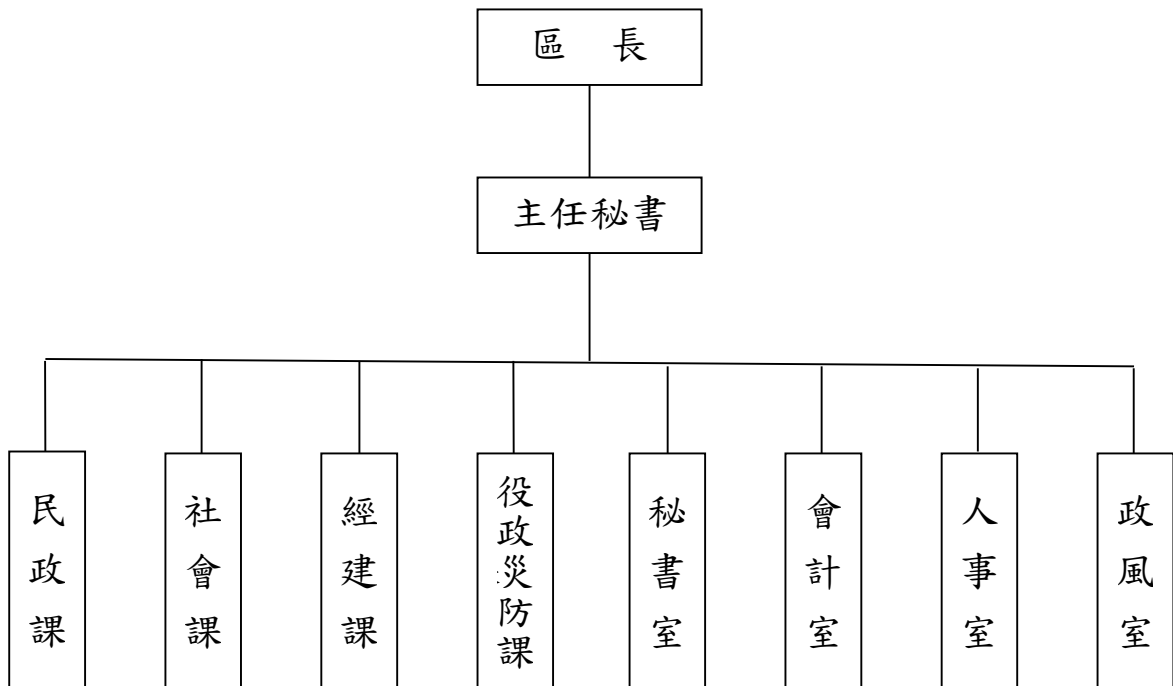 區 長
主任秘書
民政課
社會課
經建課
役政災防課
秘書室
會計室
人事室
政風室